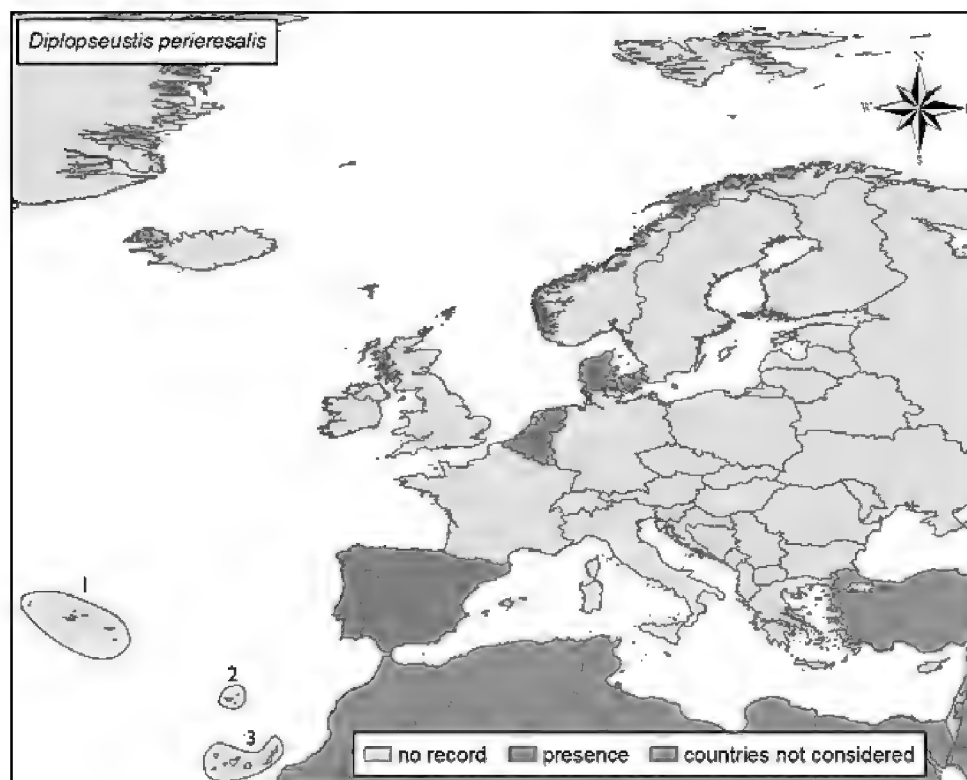 Diplopseustis perieresalis
N
W
S
1
2
3
no record presence countries not considered